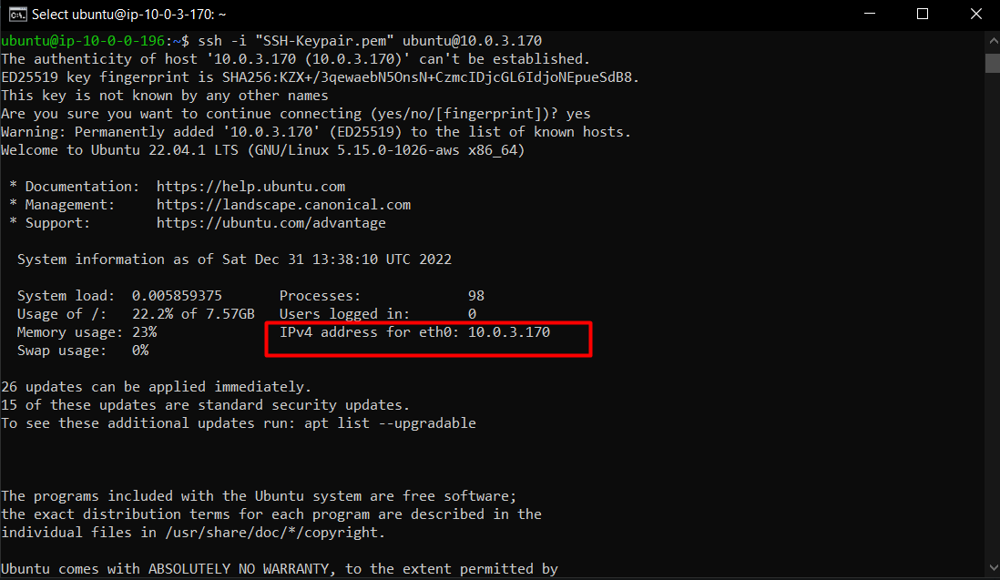 Select ubuntu@ip-10-0-3-170: ~
ubuntu@ip-10-0-0-196:~$ ssh -i "SSH-Keypair.pem" ubuntu@10.0.3.170
The authenticity of host '10.0.3.170 (10.0.3.170)' can't be established.
ED25519 key fingerprint is SHA256:KZX+/3qewaebN5OnsN+CzmcIDjcGL6IdjoNEpueSdB8.
This key is not known by any other names
Are you sure you want to continue connecting (yes/no/[fingerprint])? yes
Warning: Permanently added '10.0.3.170' (ED25519) to the list of known hosts.
Welcome to Ubuntu 22.04.1 LTS (GNU/Linux 5.15.0-1026-aws x86_64)
* Documentation:  https://help.ubuntu.com
* Management:     https://landscape.canonical.com
* Support:        https://ubuntu.com/advantage
System information as of Sat Dec 31 13:38:10 UTC 2022
System load:  0.005859375       Processes:             98
Usage of /:   22.2% of 7.57GB   Users logged in:       0
Memory usage: 23%               IPv4 address for eth0: 10.0.3.170
Swap usage:   0%
26 updates can be applied immediately.
15 of these updates are standard security updates.
To see these additional updates run: apt list --upgradable
The programs included with the Ubuntu system are free software;
the exact distribution terms for each program are described in the
individual files in /usr/share/doc/*/copyright.
Ubuntu comes with ABSOLUTELY NO WARRANTY, to the extent permitted by